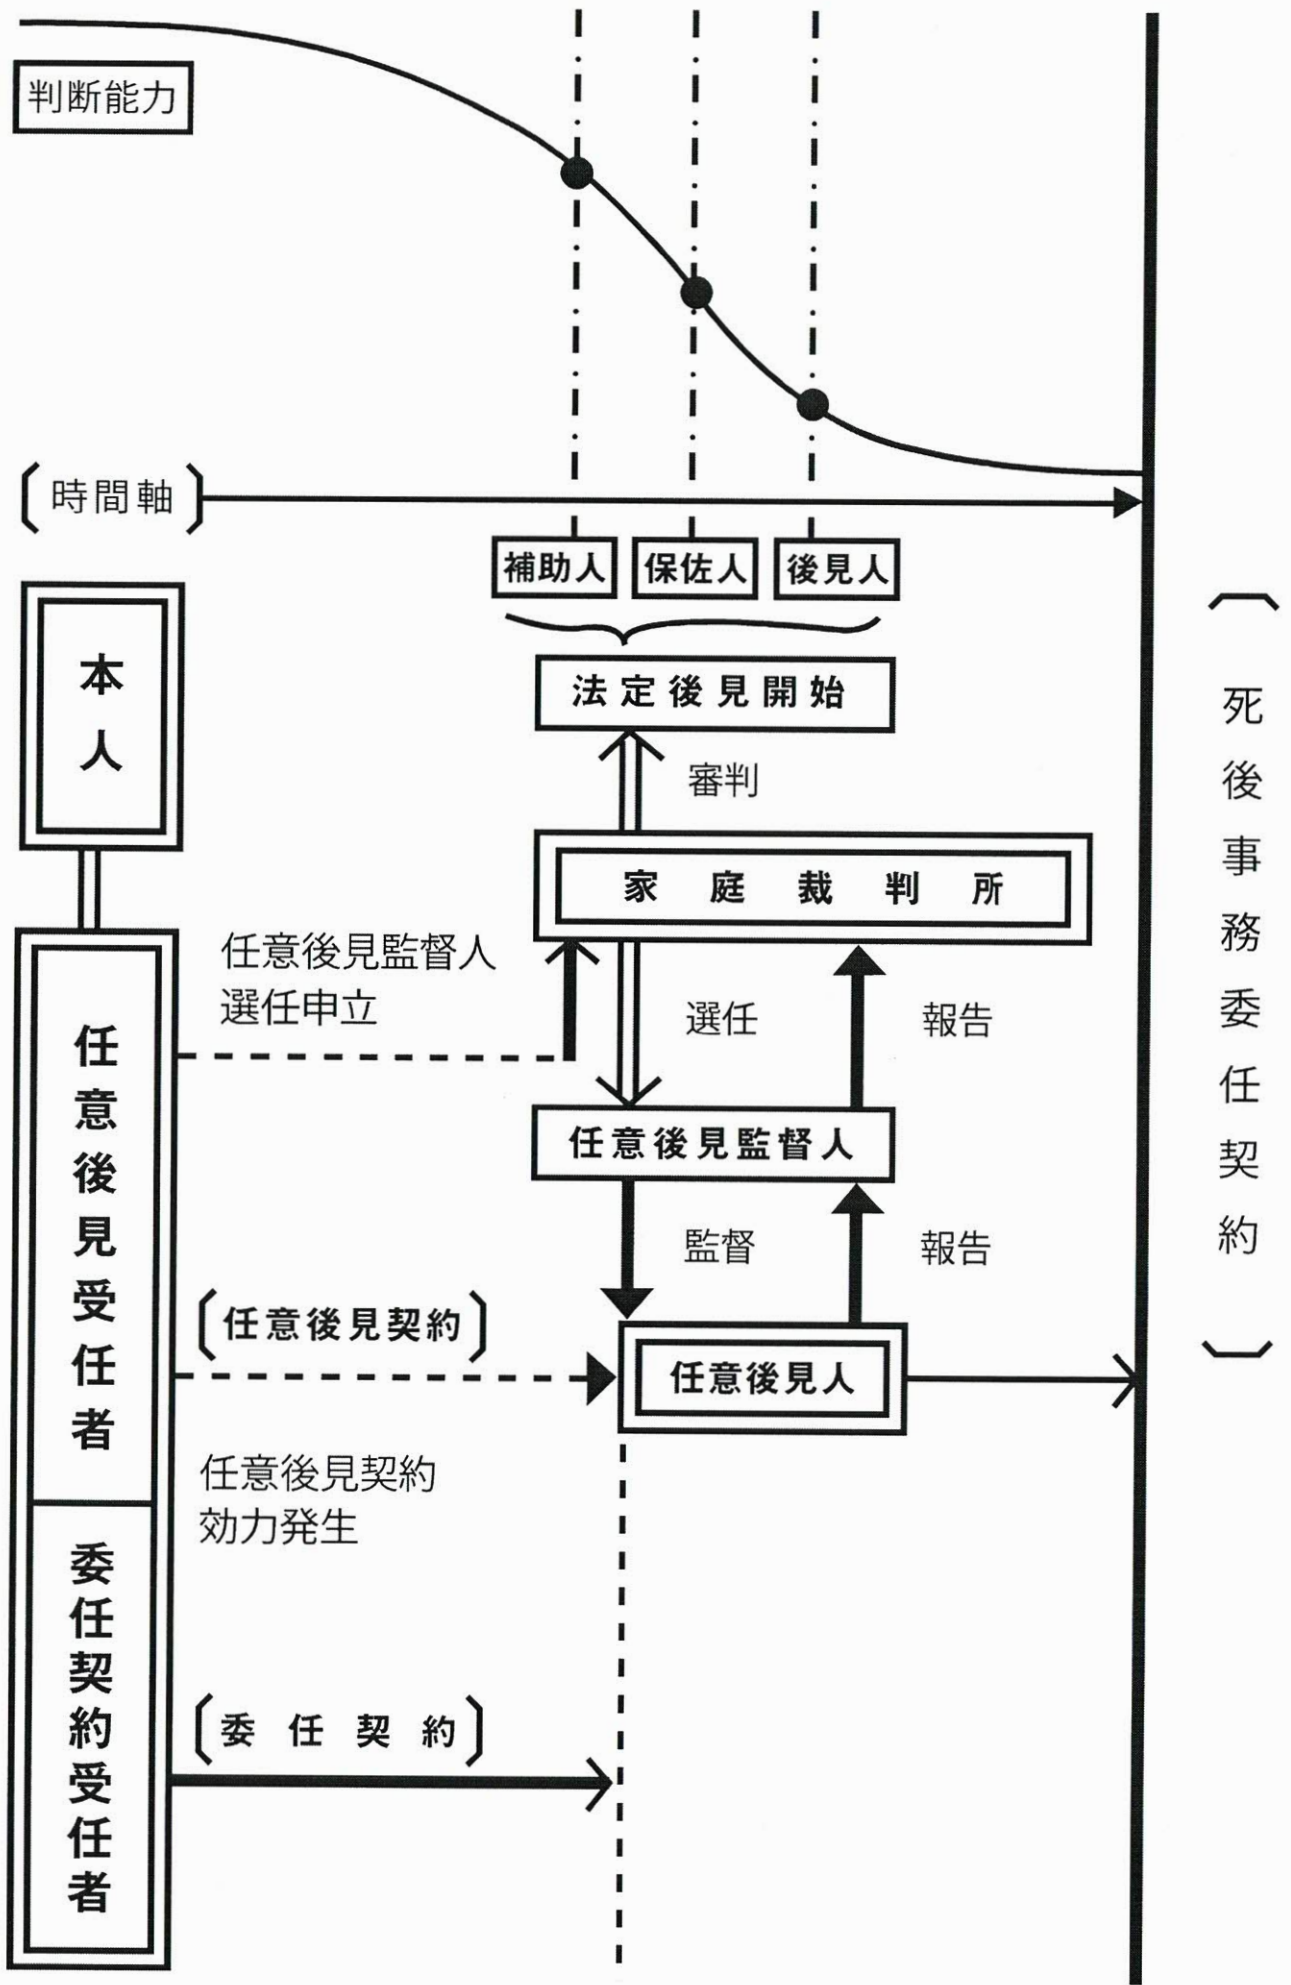 判断能力
〔時間軸〕
補助人
保佐人
後見人
法定後見開始
本人
審判
家庭裁判所
任意後見監督人
選任申立
選任
報告
任意後見監督人
監督
報告
任意後見受任者
〔任意後見契約〕
任意後見人
任意後見契約
効力発生
委任契約受任者
〔委任契約〕
〔死後事務委任契約〕